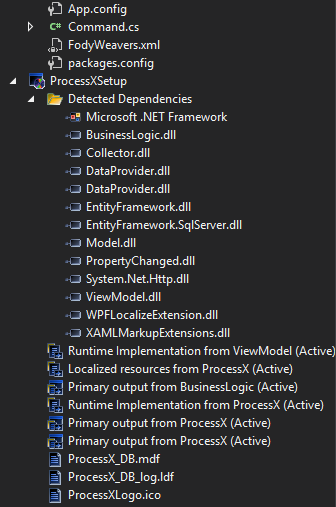 App.config
C# Command.cs
FodyWeavers.xml
packages.config
ProcessXSetup
Detected Dependencies
Microsoft .NET Framework
BusinessLogic.dll
Collector.dll
DataProvider.dll
DataProvider.dll
EntityFramework.dll
EntityFramework.SqlServer.dll
Model.dll
PropertyChanged.dll
System.Net.Http.dll
ViewModel.dll
WPFLocalizeExtension.dll
XAMLMarkupExtensions.dll
Runtime Implementation from ViewModel (Active)
Localized resources from ProcessX (Active)
Primary output from BusinessLogic (Active)
Runtime Implementation from ProcessX (Active)
Primary output from ProcessX (Active)
Primary output from ProcessX (Active)
ProcessX_DB.mdf
ProcessX_DB_log.ldf
ProcessXLogo.ico